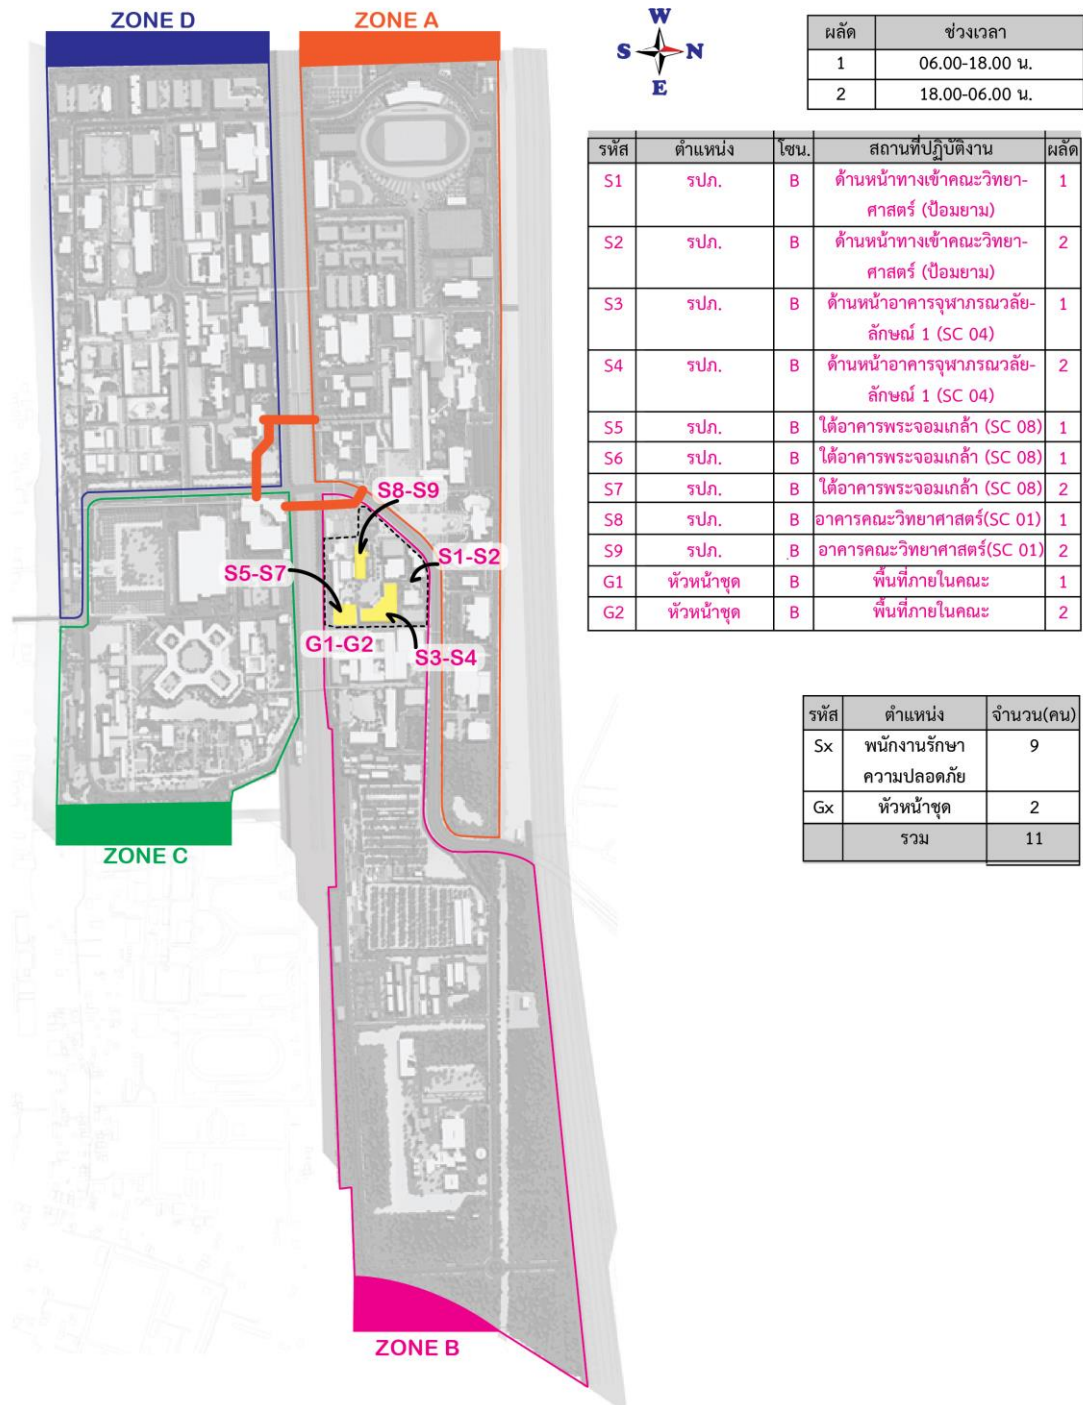 ZONE D
ZONE A
W
S N
E
ผลัด ช่วงเวลา
1 06.00-18.00 น.
2 18.00-06.00 น.
รหัส ตำแหน่ง โซน. สถานที่ปฏิบัติงาน ผลัด
S1 รปภ. B ด้านหน้าทางเข้าคณะวิทยา- 1
ศาสตร์ (ป้อมยาม)
S2 รปภ. B ด้านหน้าทางเข้าคณะวิทยา- 2
ศาสตร์ (ป้อมยาม)
S3 รปภ. B ด้านหน้าอาคารจุฬาภรณวลัย- 1
ลักษณ์ 1 (SC 04)
S4 รปภ. B ด้านหน้าอาคารจุฬาภรณวลัย- 2
ลักษณ์ 1 (SC 04)
S5 รปภ. B ใต้อาคารพระจอมเกล้า (SC 08) 1
S6 รปภ. B ใต้อาคารพระจอมเกล้า (SC 08) 1
S7 รปภ. B ใต้อาคารพระจอมเกล้า (SC 08) 2
S8 รปภ. B อาคารคณะวิทยาศาสตร์(SC 01) 1
S9 รปภ. B อาคารคณะวิทยาศาสตร์(SC 01) 2
G1 หัวหน้าชุด B พื้นที่ภายในคณะ 1
G2 หัวหน้าชุด B พื้นที่ภายในคณะ 2
S8-S9
S1-S2
S5-S7
G1-G2
S3-S4
รหัส ตำแหน่ง จำนวน(คน)
Sx พนักงานรักษา 9
ความปลอดภัย
Gx หัวหน้าชุด 2
รวม 11
ZONE C
ZONE B